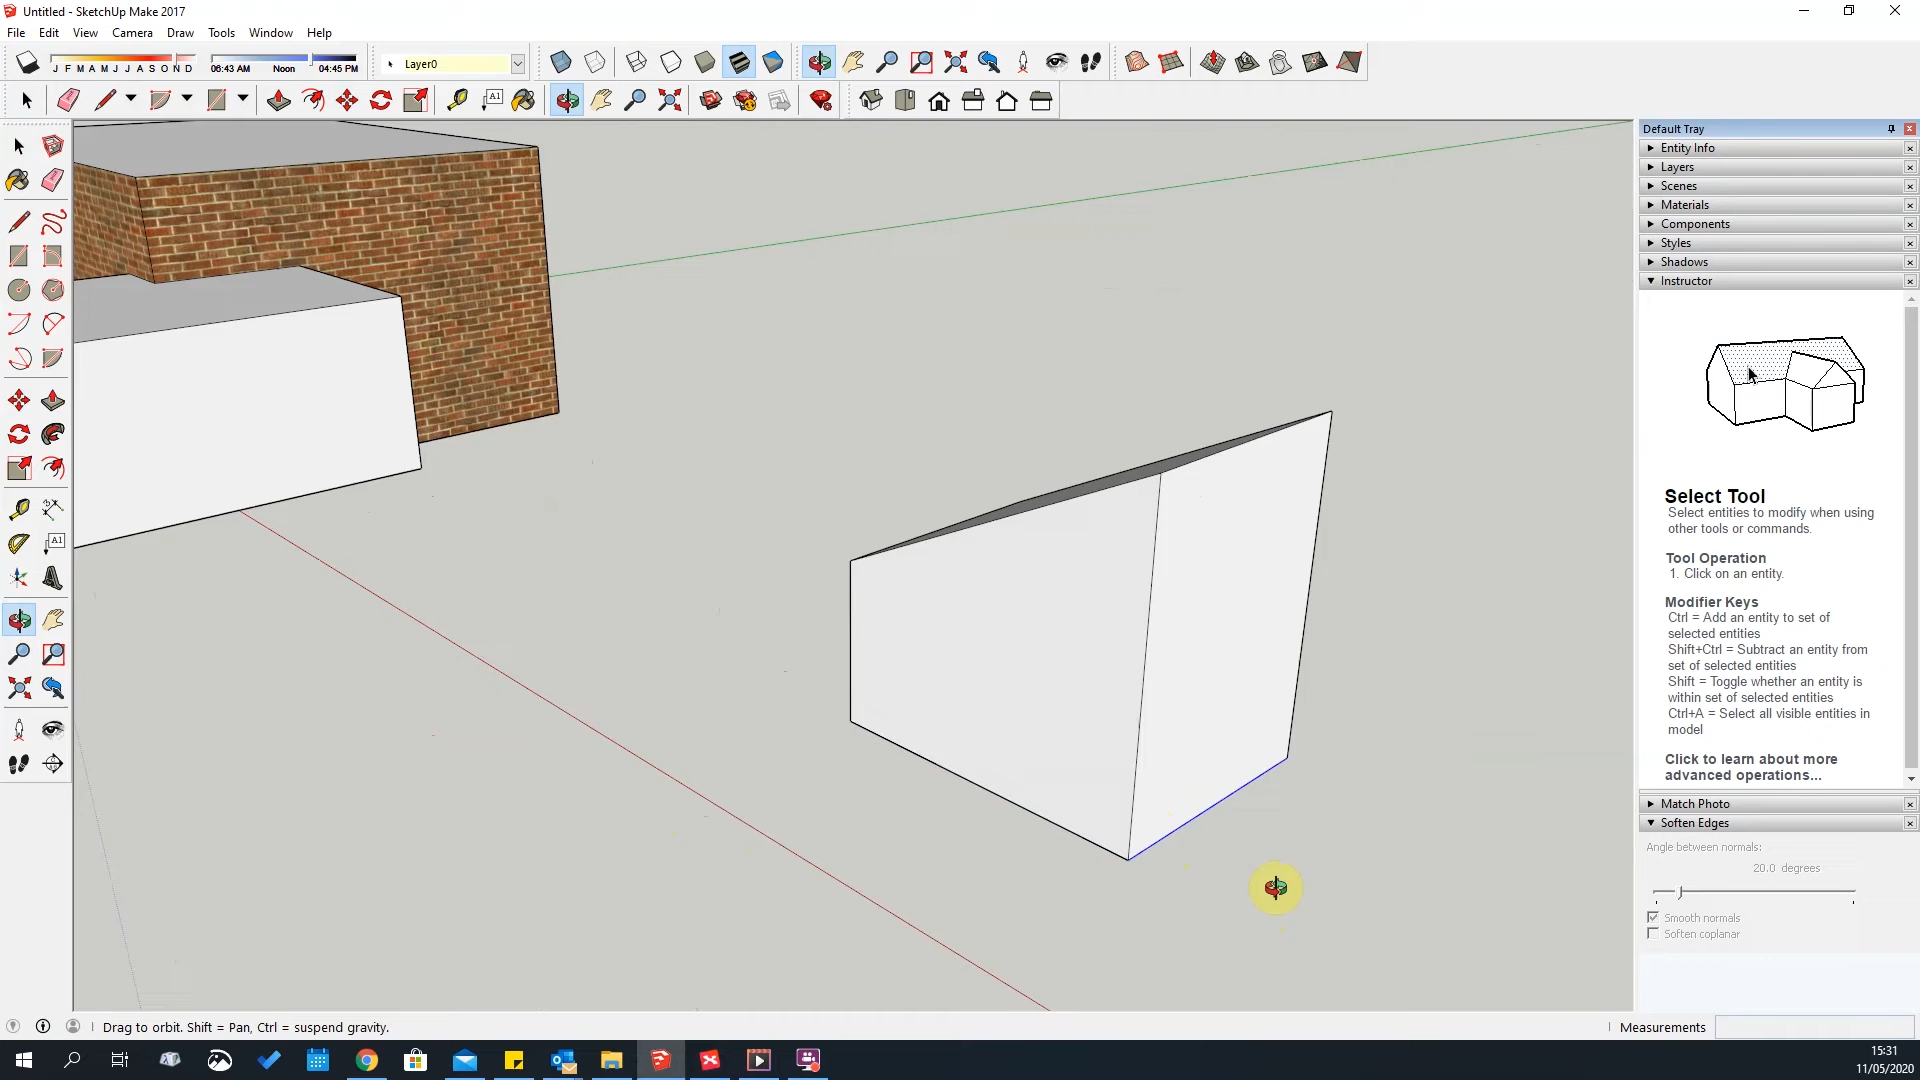 Untitled - SketchUp Make 2017
File Edit View Camera Draw Tools Window Help
J F M A M J J A S O N D
06:43 AM Noon 04:45 PM
Layer0
A1
A1
Default Tray
Entity Info
Layers
Scenes
Materials
Components
Styles
Shadows
Instructor
Select Tool
Select entities to modify when using
other tools or commands.
Tool Operation
1. Click on an entity.
Modifier Keys
Ctrl = Add an entity to set of
selected entities
Shift+Ctrl = Subtract an entity from
set of selected entities
Shift = Toggle whether an entity is
within set of selected entities
Ctrl+A = Select all visible entities in
model
Click to learn about more
advanced operations...
Match Photo
Soften Edges
Angle between normals:
20.0 degrees
Smooth normals
Soften coplanar
Drag to orbit. Shift = Pan, Ctrl = suspend gravity.
Measurements
15:31
11/05/2020